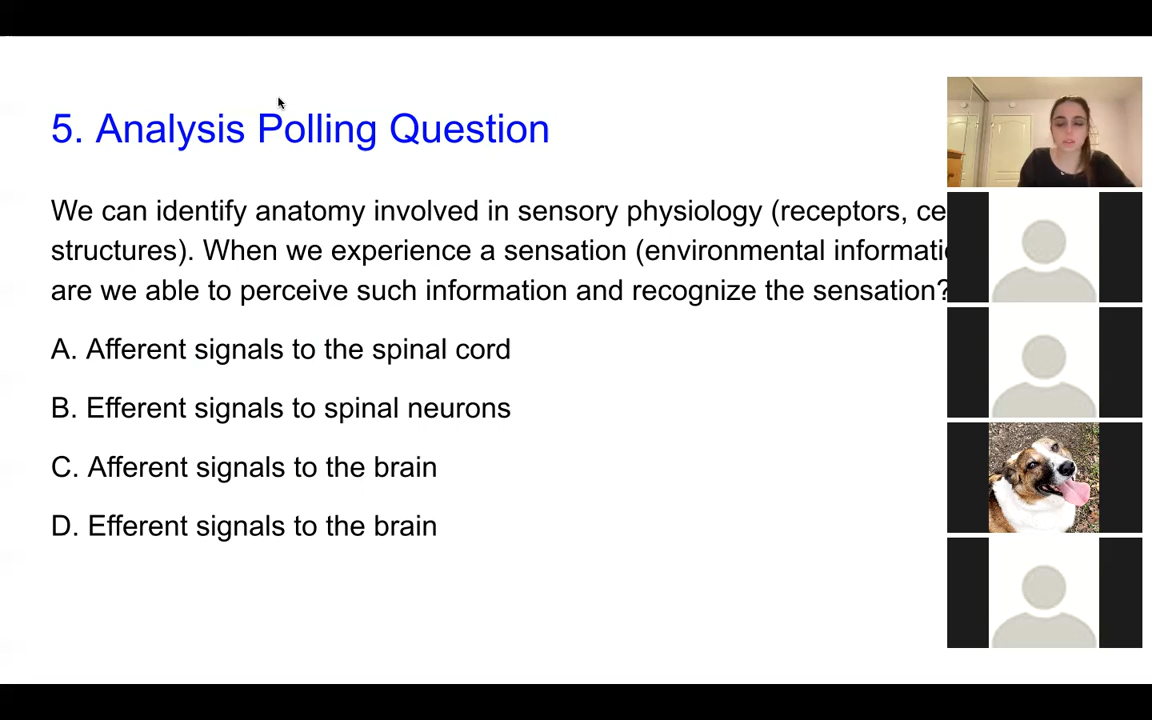 5. Analysis Polling Question
We can identify anatomy involved in sensory physiology (receptors,
structures). When we experience a sensation (environmental
are we able to perceive such information and recognize the sensation?
A. Afferent signals to the spinal cord
B. Efferent signals to spinal neurons
C. Afferent signals to the brain
D. Efferent signals to the brain